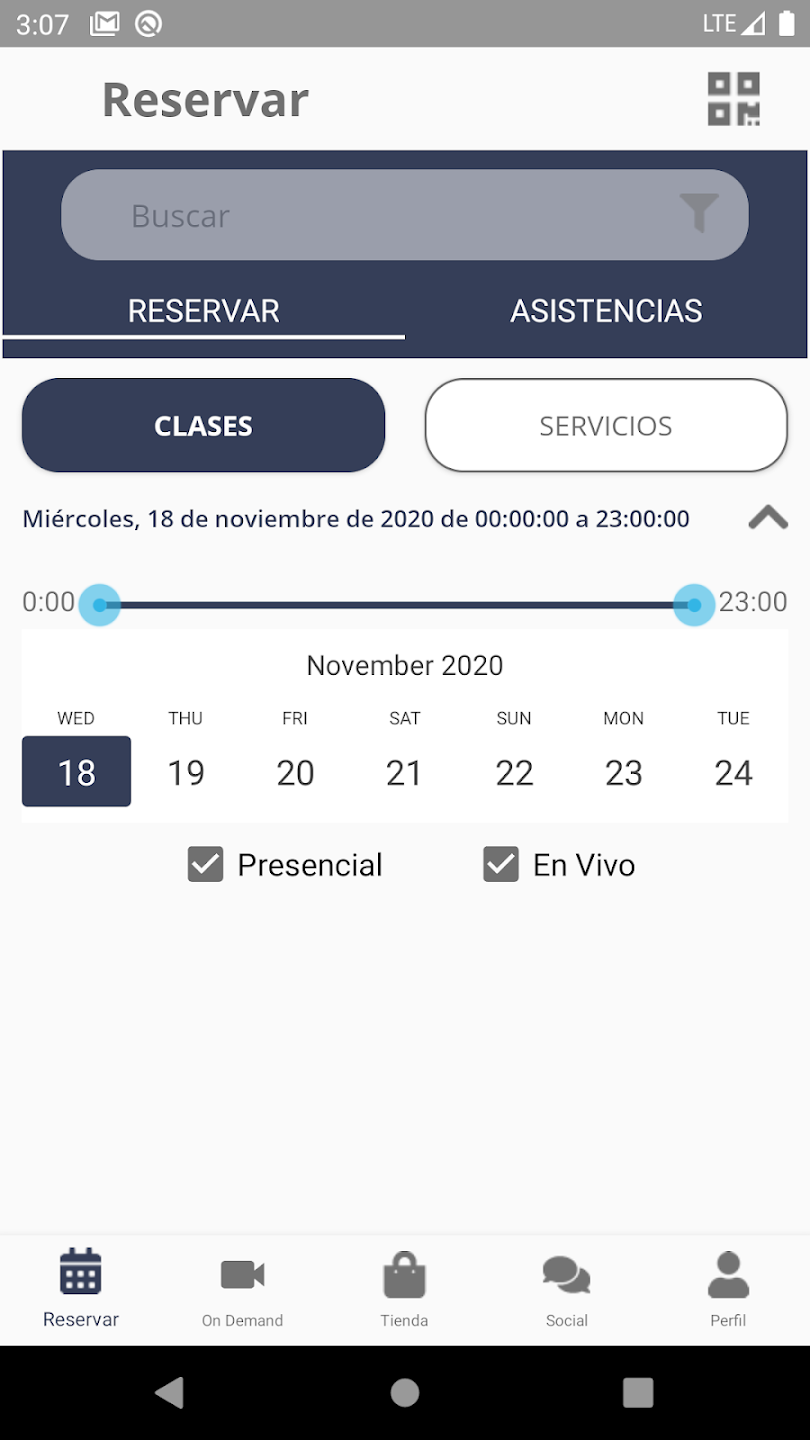 3:07 LTE
Reservar
Buscar
RESERVAR ASISTENCIAS
CLASES SERVICIOS
Miércoles, 18 de noviembre de 2020 de 00:00:00 a 23:00:00
0:00 23:00
November 2020
WED THU FRI SAT SUN MON TUE
18 19 20 21 22 23 24
Presencial En Vivo
Reservar On Demand Tienda Social Perfil